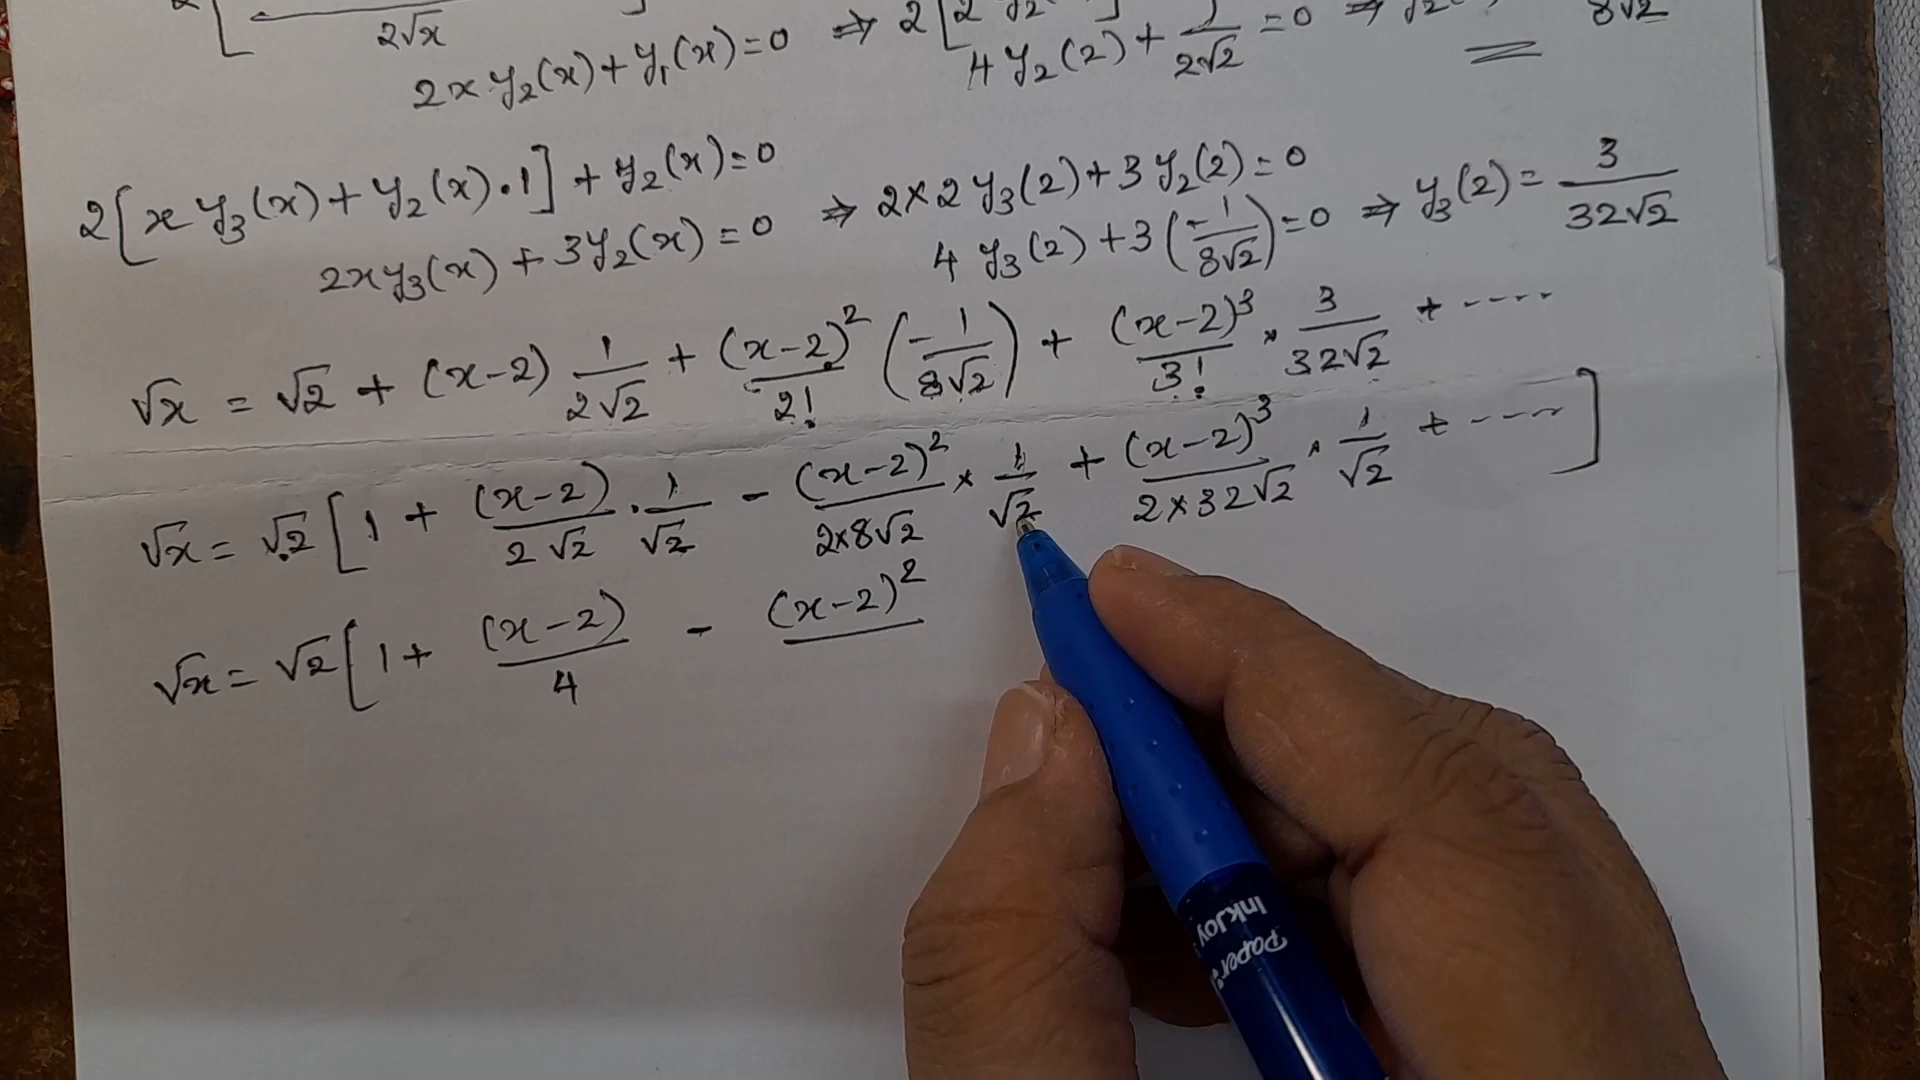 2√x
2x y₂(x) + y₁(x) = 0 ⇒ 4 y₂(2) + 1/(2√2) = 0
8√2
2[x y₃(x) + y₂(x)·1] + y₂(x) = 0 ⇒ 2×2 y₃(2) + 3 y₂(2) = 0
2x y₃(x) + 3 y₂(x) = 0
4 y₃(2) + 3(-1/(8√2)) = 0 ⇒ y₃(2) = 3/(32√2)
√x = √2 + (x-2) 1/(2√2) + (x-2)²/2! (-1/(8√2)) + (x-2)³/3! × 3/(32√2) + ----
√x = √2 [1 + (x-2)/(2√2) · 1/√2 - (x-2)²/(2×8√2) × 1/√2 + (x-2)³/(2×32√2) × 1/√2 + ----]
√x = √2 [1 + (x-2)/4 - (x-2)²
Paper:
InkJoy